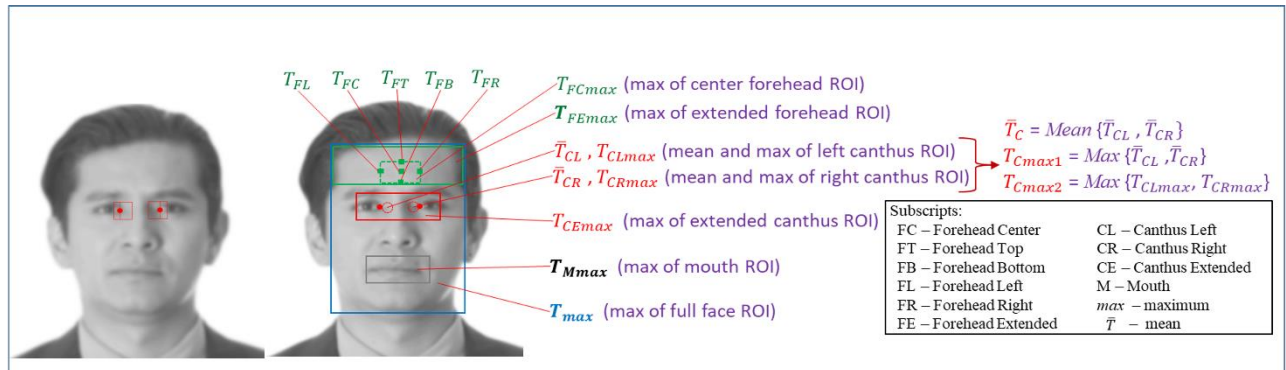 T_FL T_FC T_FT T_FB T_FR
T_FCmax (max of center forehead ROI)
T_FEmax (max of extended forehead ROI)
T̄_CL , T_CLmax (mean and max of left canthus ROI)
T̄_CR , T_CRmax (mean and max of right canthus ROI)
T_CEmax (max of extended canthus ROI)
T_Mmax (max of mouth ROI)
T_max (max of full face ROI)
T̄_C = Mean {T̄_CL , T̄_CR}
T_Cmax1 = Max {T̄_CL ,T̄_CR}
T_Cmax2 = Max {T_CLmax, T_CRmax}
Subscripts:
FC – Forehead Center CL – Canthus Left
FT – Forehead Top CR – Canthus Right
FB – Forehead Bottom CE – Canthus Extended
FL – Forehead Left M – Mouth
FR – Forehead Right max – maximum
FE – Forehead Extended T̄ – mean